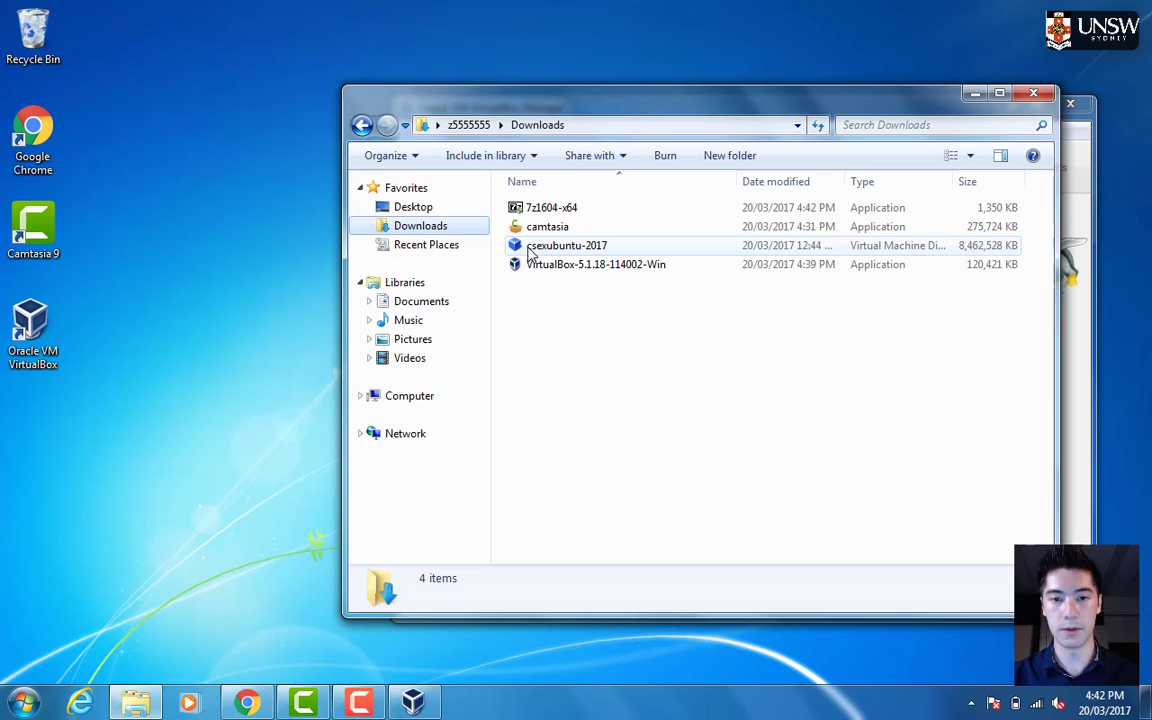 UNSW
SYDNEY
Recycle Bin
Google
Chrome
Camtasia 9
Oracle VM
VirtualBox
z5555555
Downloads
Search Downloads
Organize
Include in library
Share with
Burn
New folder
Favorites
Desktop
Downloads
Recent Places
Libraries
Documents
Music
Pictures
Videos
Computer
Network
Name Date modified Type Size
7z1604-x64 20/03/2017 4:42 PM Application 1,350 KB
camtasia 20/03/2017 4:31 PM Application 275,724 KB
csexubuntu-2017 20/03/2017 12:44 ... Virtual Machine Di... 8,462,528 KB
VirtualBox-5.1.18-114002-Win 20/03/2017 4:39 PM Application 120,421 KB
4 items
4:42 PM
20/03/2017